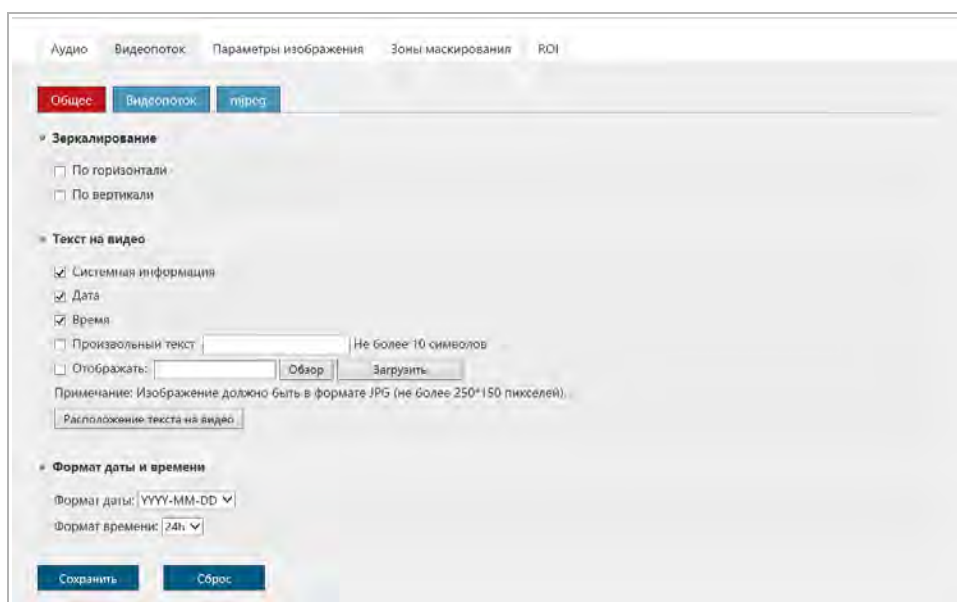 Аудио Видеопоток Параметры изображения Зоны маскирования ROI
Общее Видеопоток mjpeg
Зеркалирование
По горизонтали
По вертикали
Текст на видео
Системная информация
Дата
Время
Произвольный текст Не более 10 символов
Отображать: Обзор Загрузить
Примечание: Изображение должно быть в формате JPG (не более 250*150 пикселей).
Расположение текста на видео
Формат даты и времени
Формат даты: YYYY-MM-DD
Формат времени: 24h
Сохранить Сброс